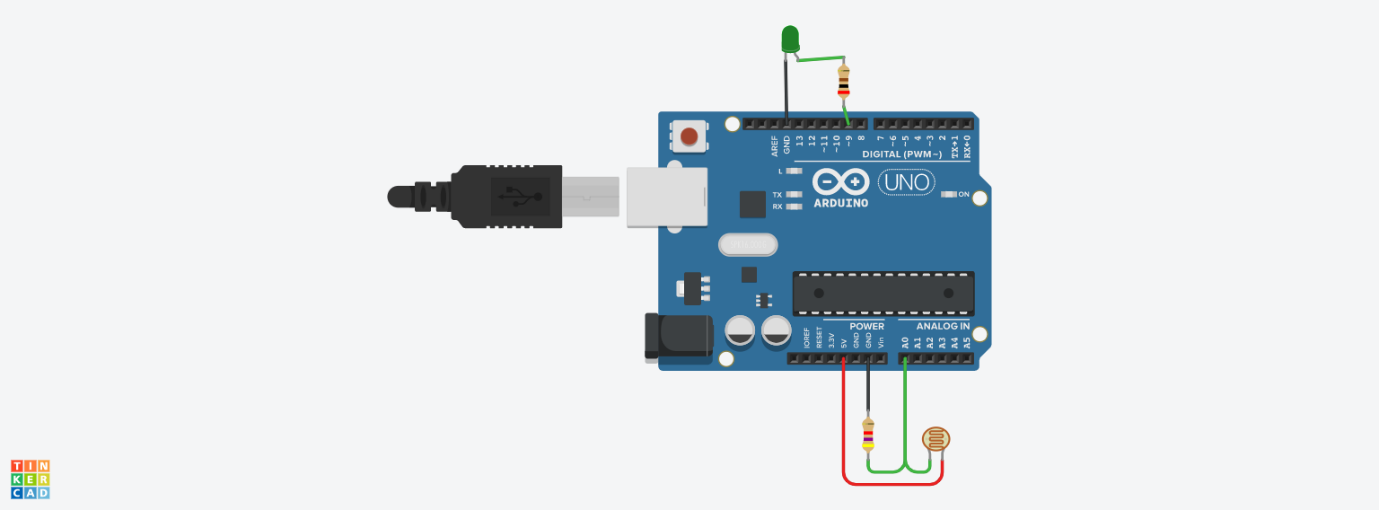 AREF
GND
13
12
~11
~10
~9
8
7
~6
~5
4
~3
2
TX→1
RX←0
DIGITAL (PWM~)
L
TX
RX
ARDUINO
UNO
ON
POWER
ANALOG IN
IOREF
RESET
3.3V
5V
GND
GND
Vin
A0
A1
A2
A3
A4
A5
TIN
KER
CAD